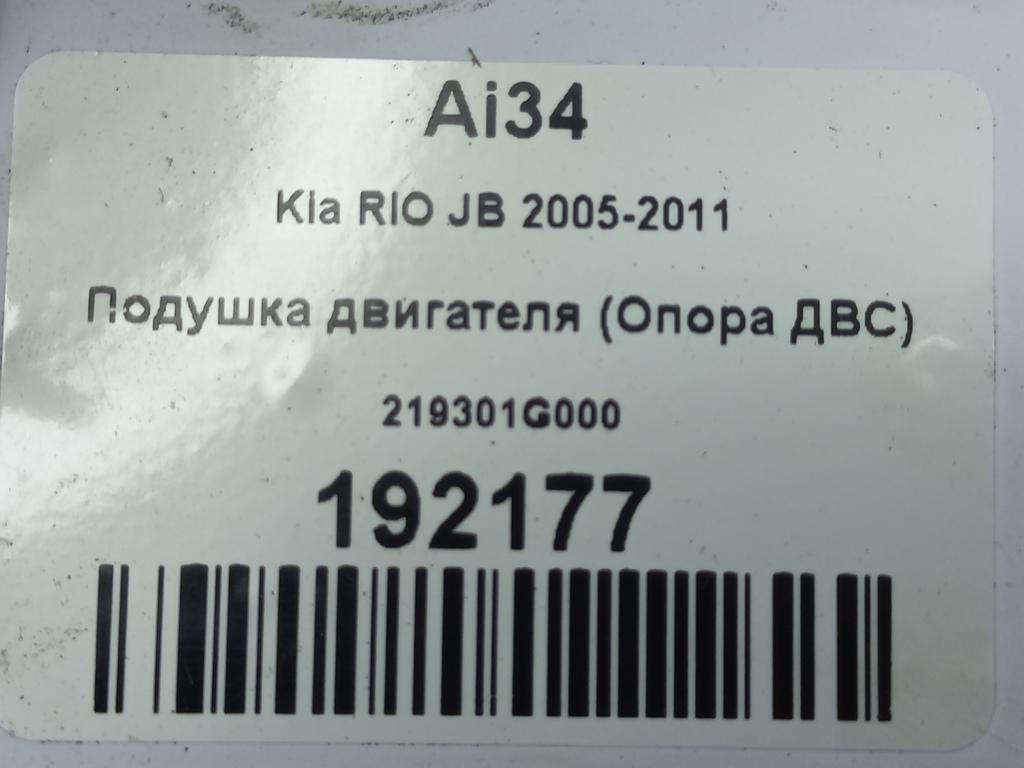 Ai34
Kia RIO JB 2005-2011
Подушка двигателя (Опора ДВС)
219301G000
192177